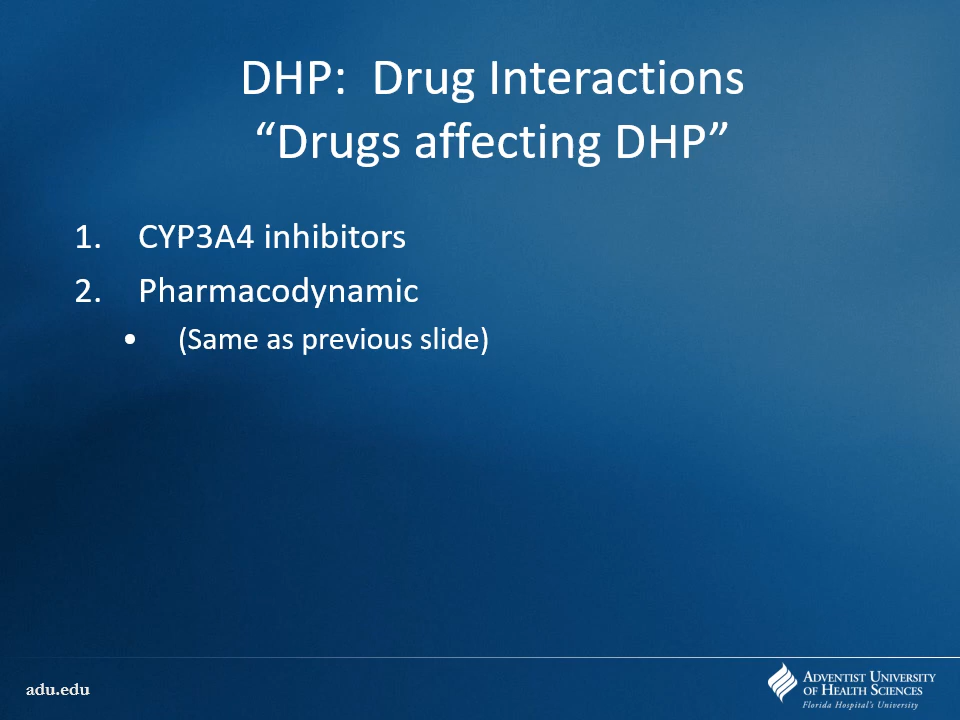 DHP:  Drug Interactions
“Drugs affecting DHP”
1. CYP3A4 inhibitors
2. Pharmacodynamic
• (Same as previous slide)
adu.edu
ADVENTIST UNIVERSITY
OF HEALTH SCIENCES
Florida Hospital's University